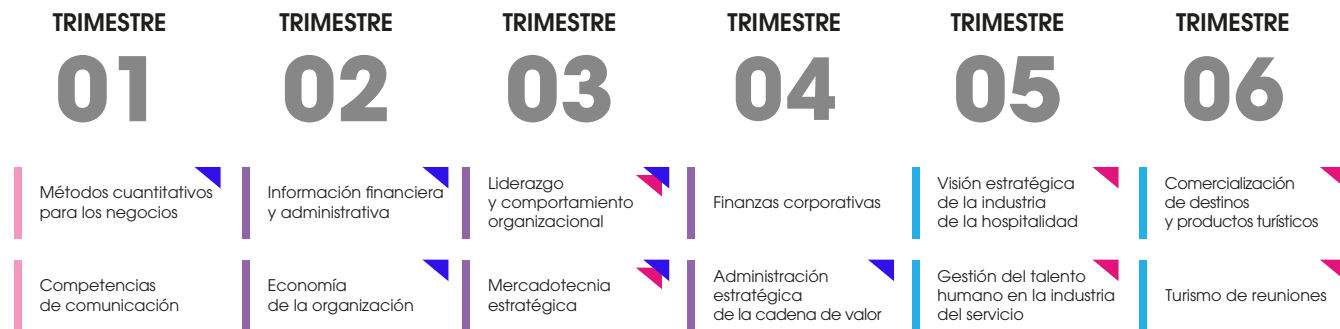 TRIMESTRE
01
TRIMESTRE
02
TRIMESTRE
03
TRIMESTRE
04
TRIMESTRE
05
TRIMESTRE
06
Métodos cuantitativos
para los negocios
Información financiera
y administrativa
Liderazgo
y comportamiento
organizacional
Finanzas corporativas
Visión estratégica
de la industria
de la hospitalidad
Comercialización
de destinos
y productos turísticos
Competencias
de comunicación
Economía
de la organización
Mercadotecnia
estratégica
Administración
estratégica
de la cadena de valor
Gestión del talento
humano en la industria
del servicio
Turismo de reuniones